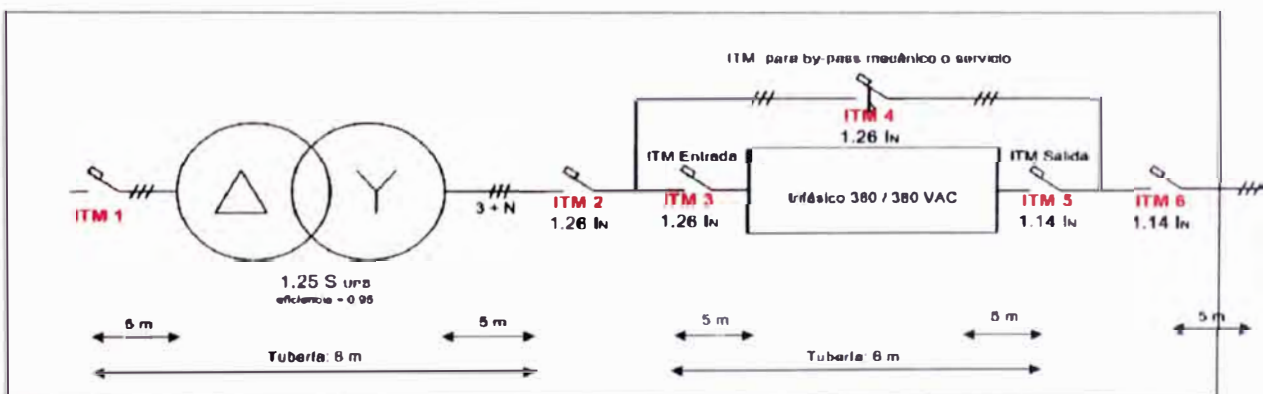 ITM para by-pass mecánico o servicio
ITM 4
1.26 IN
ITM Entrada
ITM Salida
ITM 1
3 + N
ITM 2
1.26 IN
ITM 3
1.26 IN
trifásico 380 / 380 VAC
ITM 5
1.14 IN
ITM 6
1.14 IN
1.25 S UPS
eficiencia = 0.96
5 m
5 m
5 m
5 m
Tubería: 6 m
Tubería: 6 m